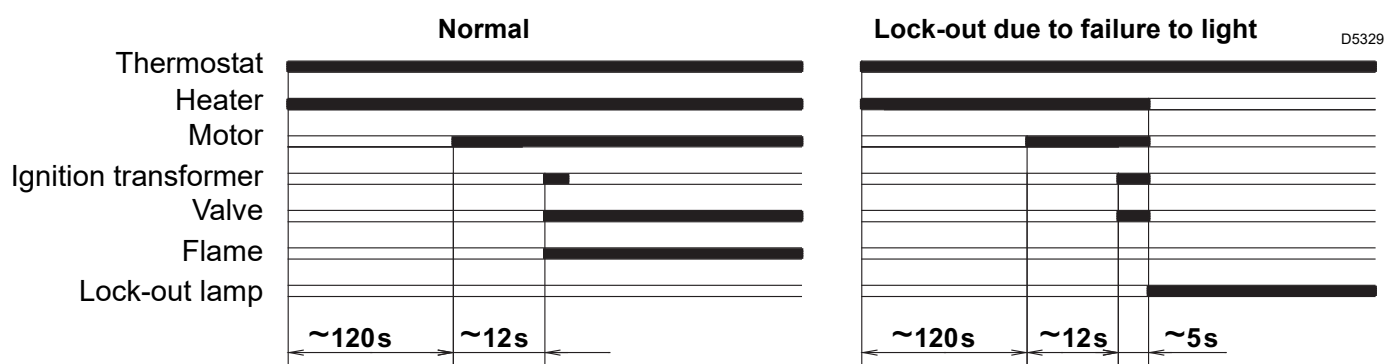 Normal
Lock-out due to failure to light
D5329
Thermostat
Heater
Motor
Ignition transformer
Valve
Flame
Lock-out lamp
~120s ~12s ~120s ~12s ~5s